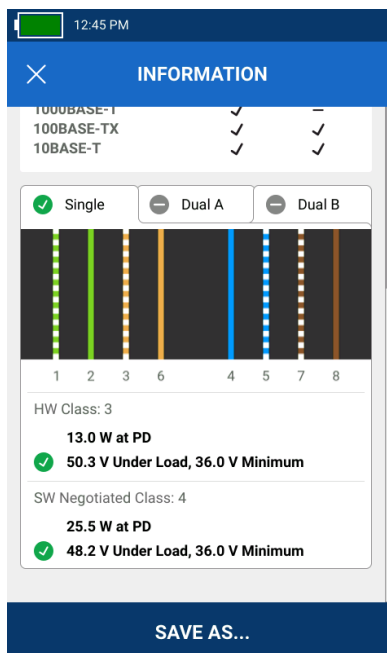 12:45 PM
INFORMATION
1000BASE-T ✓ –
100BASE-TX ✓ ✓
10BASE-T ✓ ✓
Single Dual A Dual B
1 2 3 6 4 5 7 8
HW Class: 3
13.0 W at PD
50.3 V Under Load, 36.0 V Minimum
SW Negotiated Class: 4
25.5 W at PD
48.2 V Under Load, 36.0 V Minimum
SAVE AS...